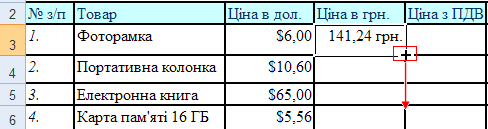 2 № з/п Товар Ціна в дол. Ціна в грн. Ціна з ПДВ
3 1. Фоторамка $6,00 141,24 грн.
4 2. Портативна колонка $10,60
5 3. Електронна книга $65,00
6 4. Карта пам'яті 16 ГБ $5,56